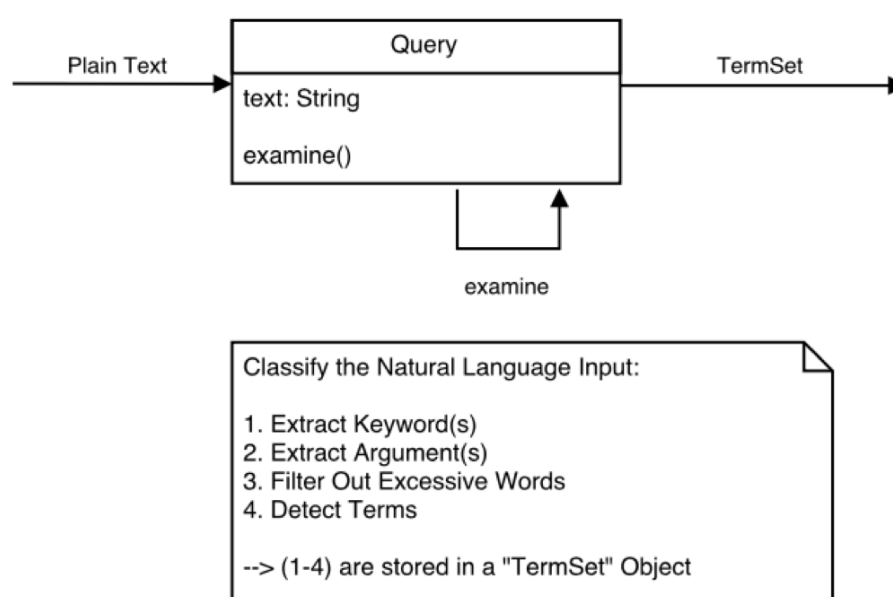 Query
Plain Text
TermSet
text: String
examine()
examine
Classify the Natural Language Input:
1. Extract Keyword(s)
2. Extract Argument(s)
3. Filter Out Excessive Words
4. Detect Terms
--> (1-4) are stored in a "TermSet" Object